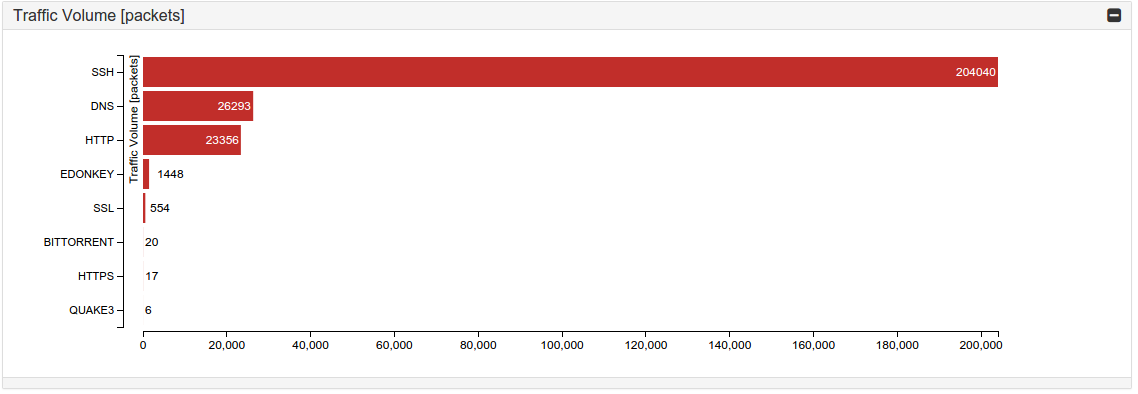 Traffic Volume [packets]
Traffic Volume [packets]
SSH 204040
DNS 26293
HTTP 23356
EDONKEY 1448
SSL 554
BITTORRENT 20
HTTPS 17
QUAKE3 6
0 20,000 40,000 60,000 80,000 100,000 120,000 140,000 160,000 180,000 200,000